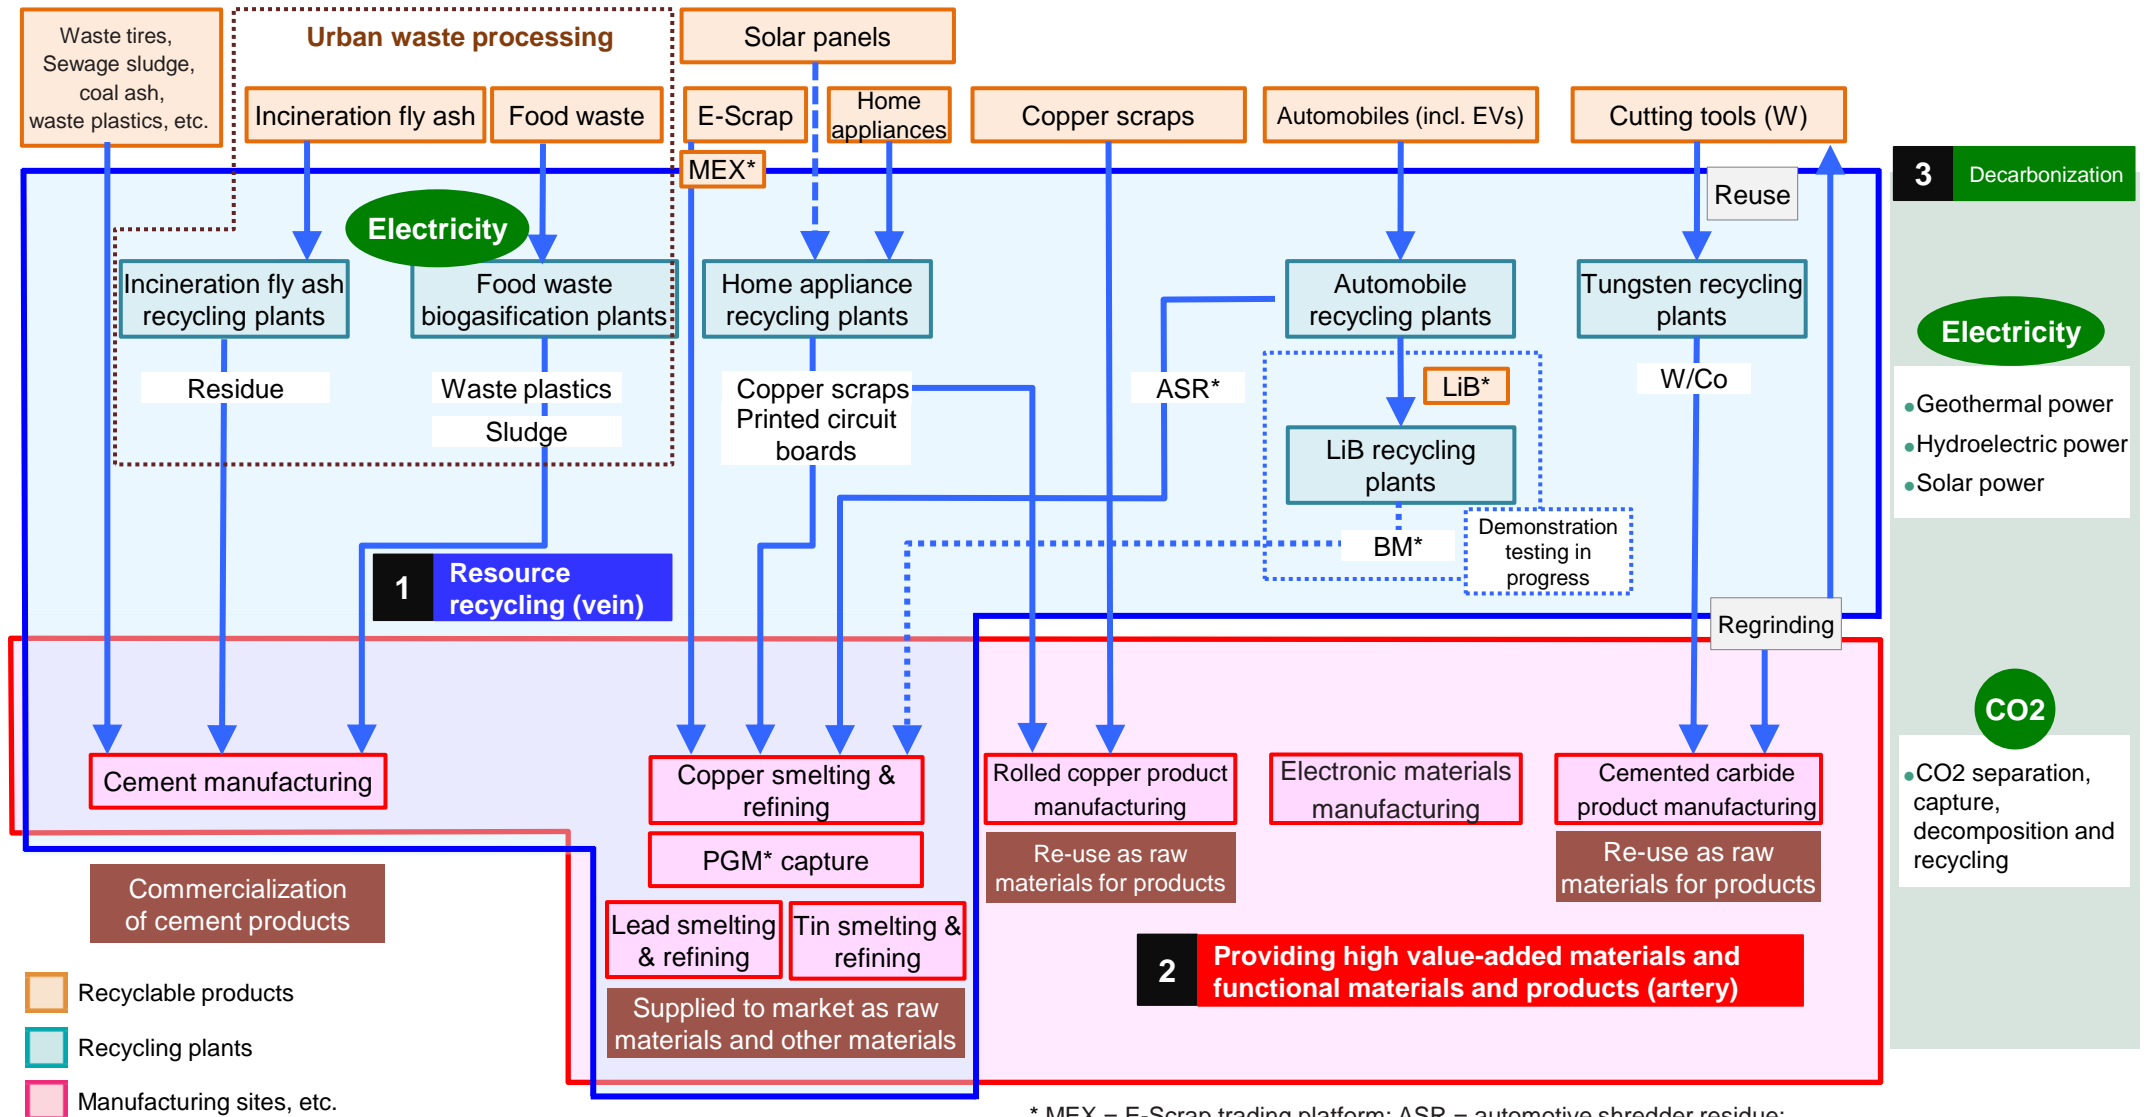 Waste tires,
Sewage sludge,
coal ash,
waste plastics, etc.
Urban waste processing
Solar panels
Incineration fly ash
Food waste
E-Scrap
Home
appliances
Copper scraps
Automobiles (incl. EVs)
Cutting tools (W)
MEX*
Reuse
3
Decarbonization
Electricity
Incineration fly ash
recycling plants
Food waste
biogasification plants
Home appliance
recycling plants
Automobile
recycling plants
Tungsten recycling
plants
Electricity
Residue
Waste plastics
Sludge
Copper scraps
Printed circuit
boards
ASR*
LiB*
W/Co
Geothermal power
Hydroelectric power
Solar power
LiB recycling
plants
BM*
Demonstration
testing in
progress
1
Resource
recycling (vein)
Regrinding
CO2
Cement manufacturing
Copper smelting &
refining
Rolled copper product
manufacturing
Electronic materials
manufacturing
Cemented carbide
product manufacturing
CO2 separation,
capture,
decomposition and
recycling
PGM* capture
Re-use as raw
materials for products
Re-use as raw
materials for products
Commercialization
of cement products
Lead smelting
& refining
Tin smelting &
refining
2
Providing high value-added materials and
functional materials and products (artery)
Supplied to market as raw
materials and other materials
Recyclable products
Recycling plants
Manufacturing sites, etc.
* MEX = E-Scrap trading platform; ASR = automotive shredder residue;